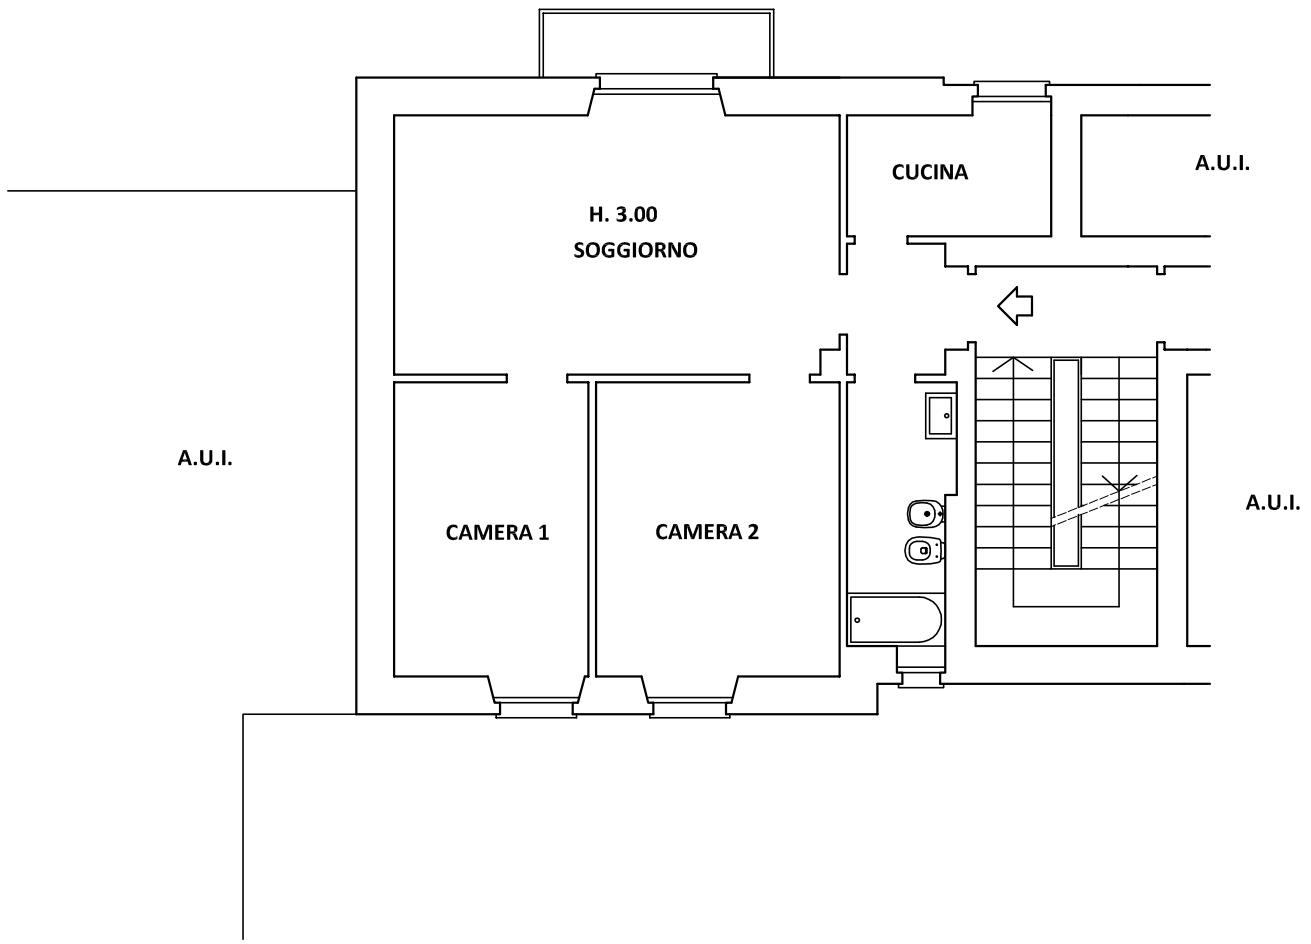 CUCINA
A.U.I.
H. 3.00
SOGGIORNO
A.U.I.
A.U.I.
CAMERA 1
CAMERA 2